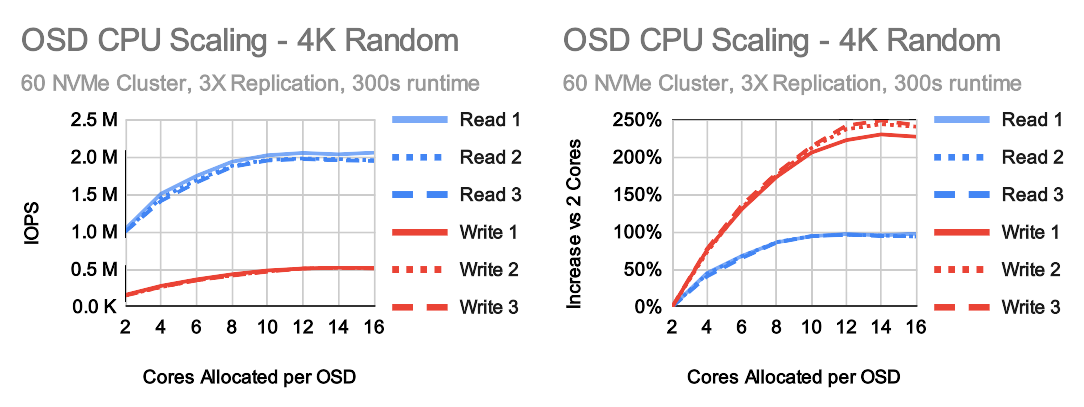 OSD CPU Scaling - 4K Random
60 NVMe Cluster, 3X Replication, 300s runtime
IOPS
2.5 M
2.0 M
1.5 M
1.0 M
0.5 M
0.0 K
2 4 6 8 10 12 14 16
Cores Allocated per OSD
Read 1
Read 2
Read 3
Write 1
Write 2
Write 3
OSD CPU Scaling - 4K Random
60 NVMe Cluster, 3X Replication, 300s runtime
Increase vs 2 Cores
250%
200%
150%
100%
50%
0%
2 4 6 8 10 12 14 16
Cores Allocated per OSD
Read 1
Read 2
Read 3
Write 1
Write 2
Write 3